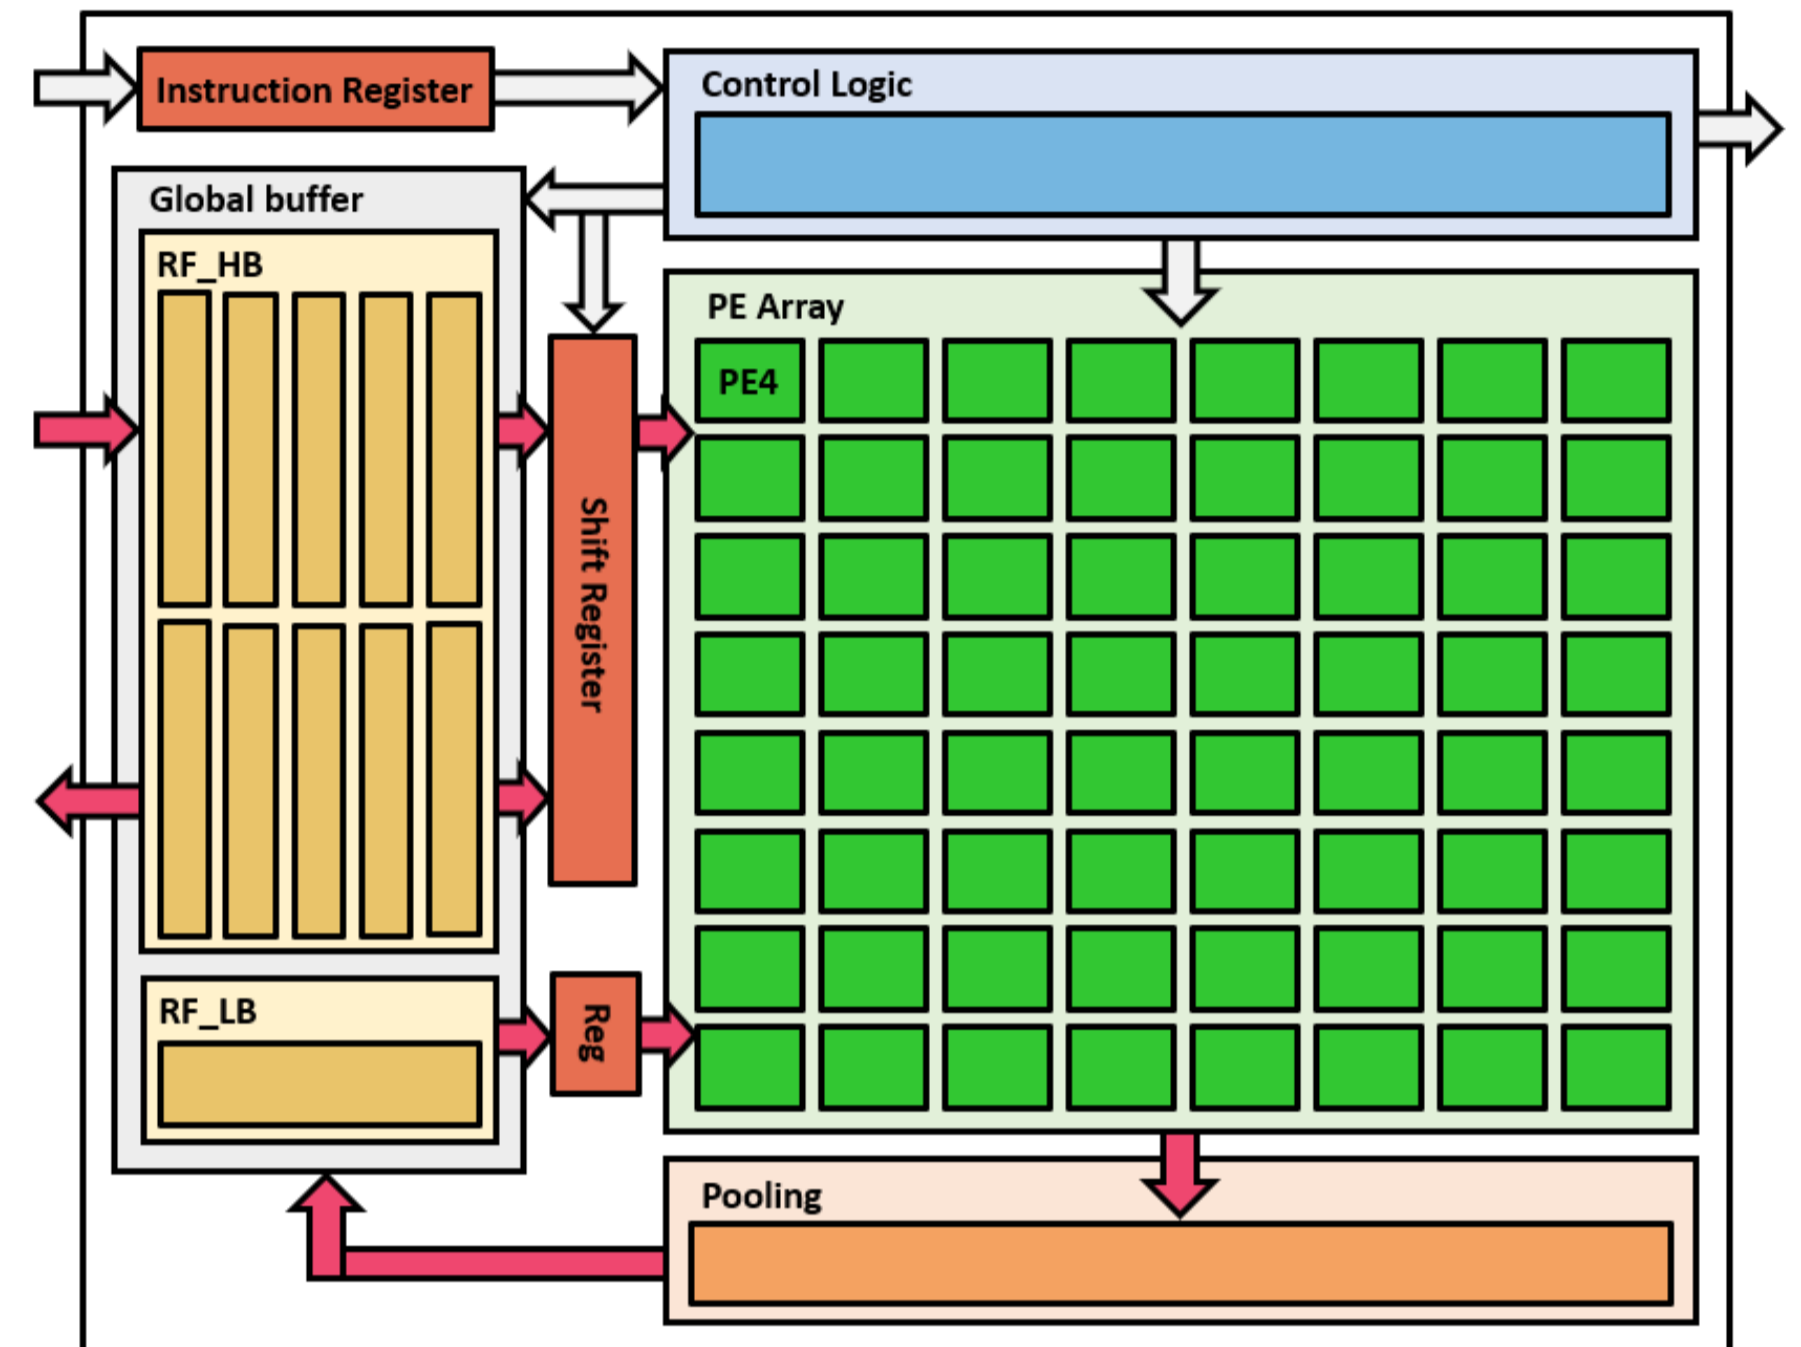 Instruction Register
Control Logic
Global buffer
RF_HB
PE Array
PE4
Shift Register
RF_LB
Reg
Pooling